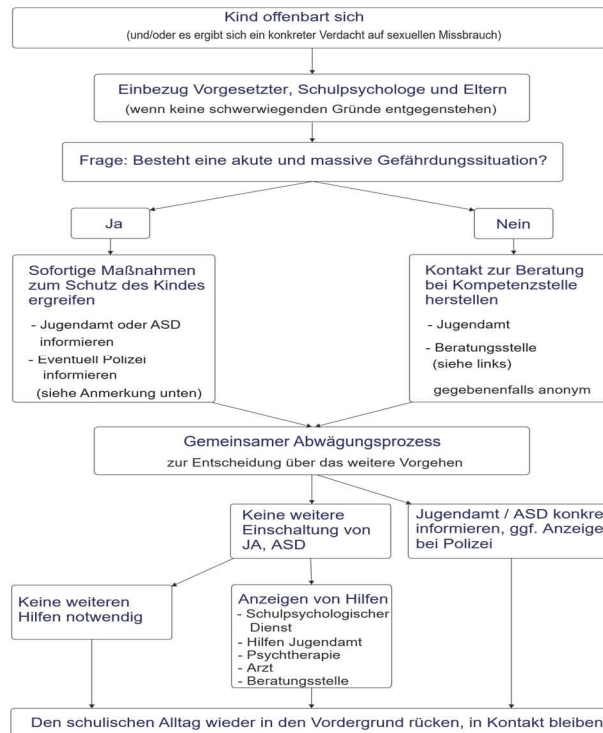 Kind offenbart sich
(und/oder es ergibt sich ein konkreter Verdacht auf sexuellen Missbrauch)
Einbezug Vorgesetzter, Schulpsychologe und Eltern
(wenn keine schwerwiegenden Gründe entgegenstehen)
Frage: Besteht eine akute und massive Gefährdungssituation?
Ja
Nein
Sofortige Maßnahmen
zum Schutz des Kindes
ergreifen
- Jugendamt oder ASD
informieren
- Eventuell Polizei
informieren
(siehe Anmerkung unten)
Kontakt zur Beratung
bei Kompetenzstelle
herstellen
- Jugendamt
- Beratungsstelle
(siehe links)
gegebenenfalls anonym
Gemeinsamer Abwägungsprozess
zur Entscheidung über das weitere Vorgehen
Keine weitere
Einschaltung von
JA, ASD
Jugendamt / ASD konkre
informieren, ggf. Anzeige
bei Polizei
Keine weiteren
Hilfen notwendig
Anzeigen von Hilfen
- Schulpsychologischer
Dienst
- Hilfen Jugendamt
- Psychtherapie
- Arzt
- Beratungsstelle
Den schulischen Alltag wieder in den Vordergrund rücken, in Kontakt bleiben